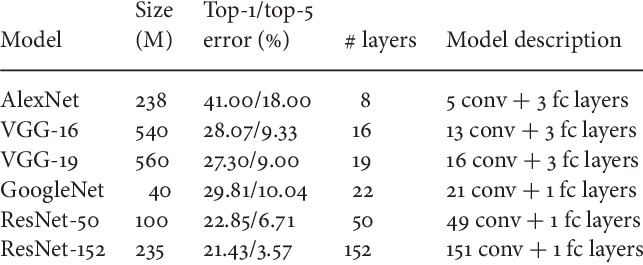 Size Top-1/top-5
Model (M) error (%) # layers Model description
AlexNet 238 41.00/18.00 8 5 conv + 3 fc layers
VGG-16 540 28.07/9.33 16 13 conv + 3 fc layers
VGG-19 560 27.30/9.00 19 16 conv + 3 fc layers
GoogleNet 40 29.81/10.04 22 21 conv + 1 fc layers
ResNet-50 100 22.85/6.71 50 49 conv + 1 fc layers
ResNet-152 235 21.43/3.57 152 151 conv + 1 fc layers